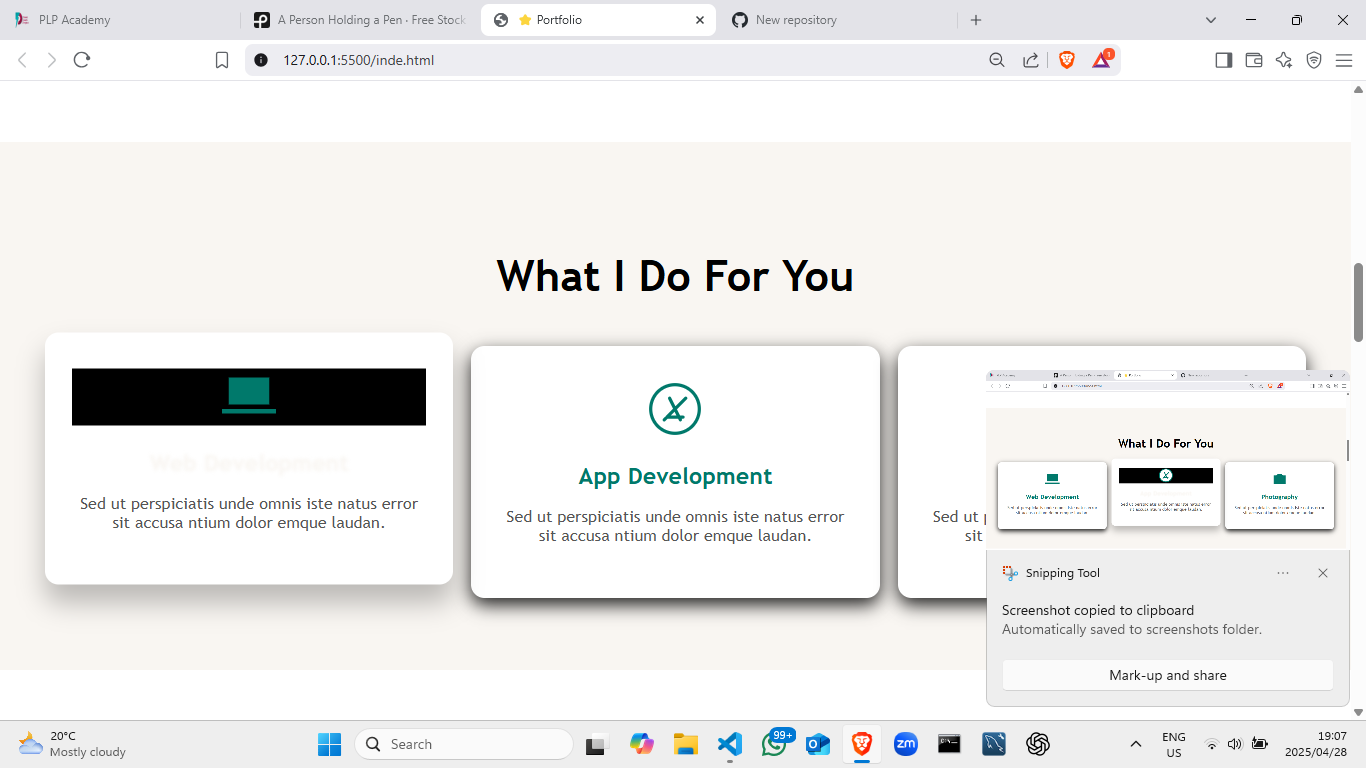 PLP Academy
A Person Holding a Pen · Free Stock
Portfolio
New repository
127.0.0.1:5500/inde.html
1
What I Do For You
Web Development
Sed ut perspiciatis unde omnis iste natus error
sit accusa ntium dolor emque laudan.
App Development
Sed ut perspiciatis unde omnis iste natus error
sit accusa ntium dolor emque laudan.
Sed ut
sit
What I Do For You
Web Development
Photography
Snipping Tool
Screenshot copied to clipboard
Automatically saved to screenshots folder.
Mark-up and share
20°C
Mostly cloudy
Search
99+
zm
ENG
US
19:07
2025/04/28